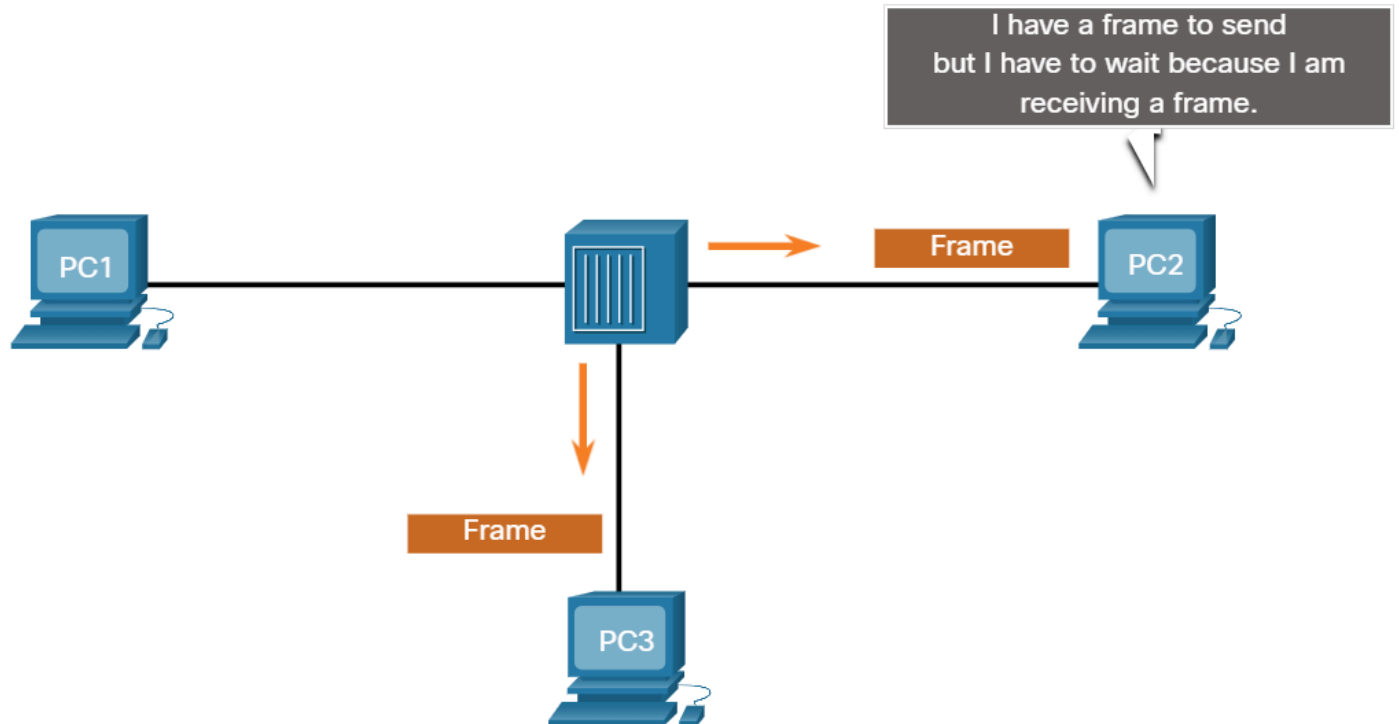 I have a frame to send
but I have to wait because I am
receiving a frame.
PC1
Frame
PC2
Frame
PC3